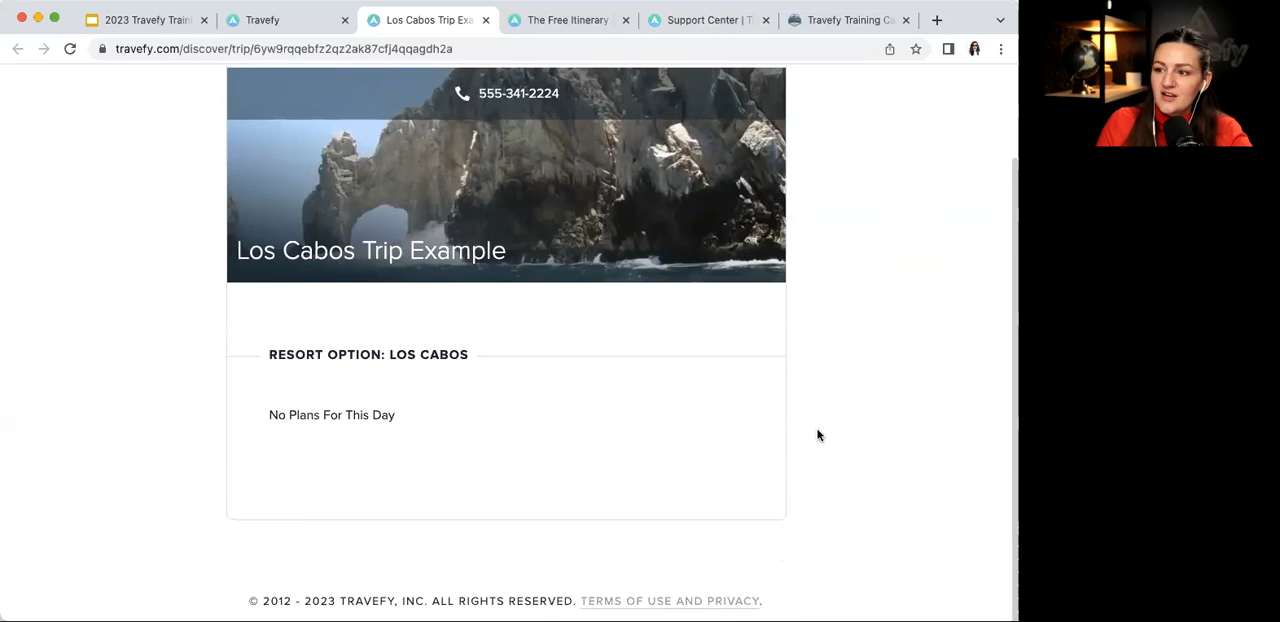 2023 Travefy Traini
Travefy
Los Cabos Trip Exa
The Free Itinerary
Support Center | T
Travefy Training Ca
travefy.com/discover/trip/6yw9rqqebfz2qz2ak87cfj4qqagdh2a
555-341-2224
Los Cabos Trip Example
RESORT OPTION: LOS CABOS
No Plans For This Day
© 2012 - 2023 TRAVEFY, INC. ALL RIGHTS RESERVED. TERMS OF USE AND PRIVACY.